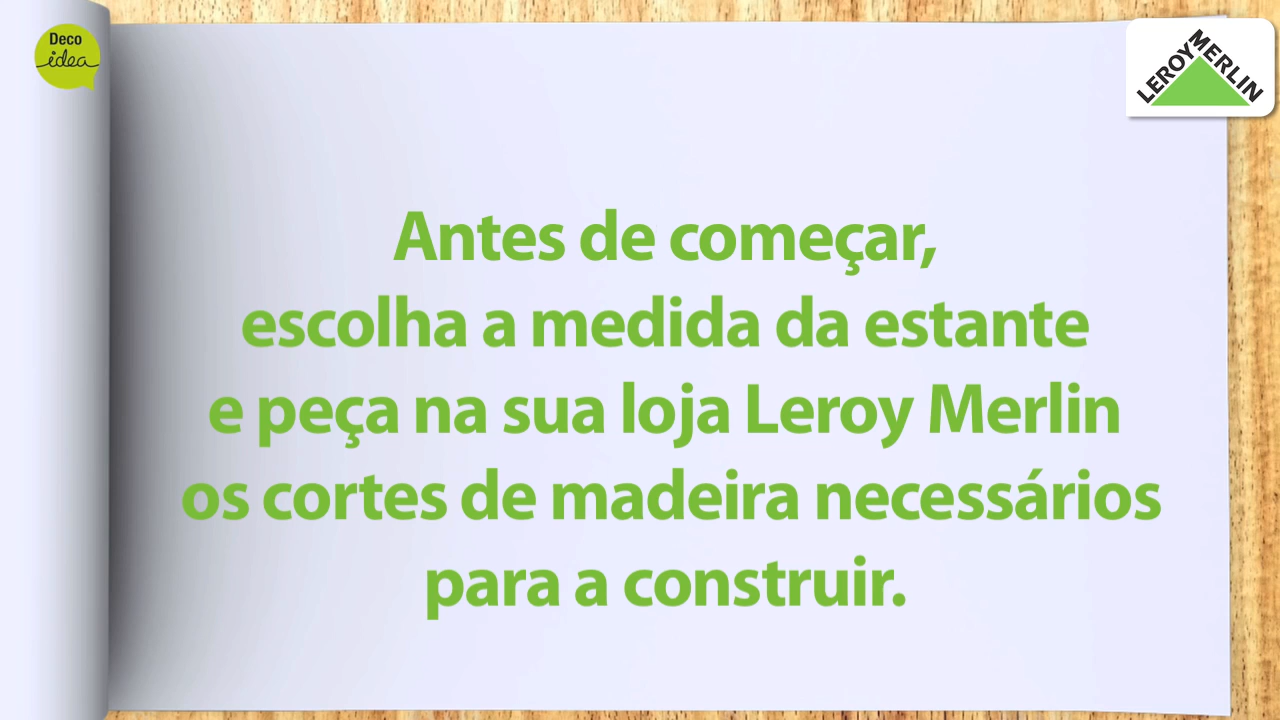 Deco
idea
LEROY MERLIN
Antes de começar,
escolha a medida da estante
e peça na sua loja Leroy Merlin
os cortes de madeira necessários
para a construir.